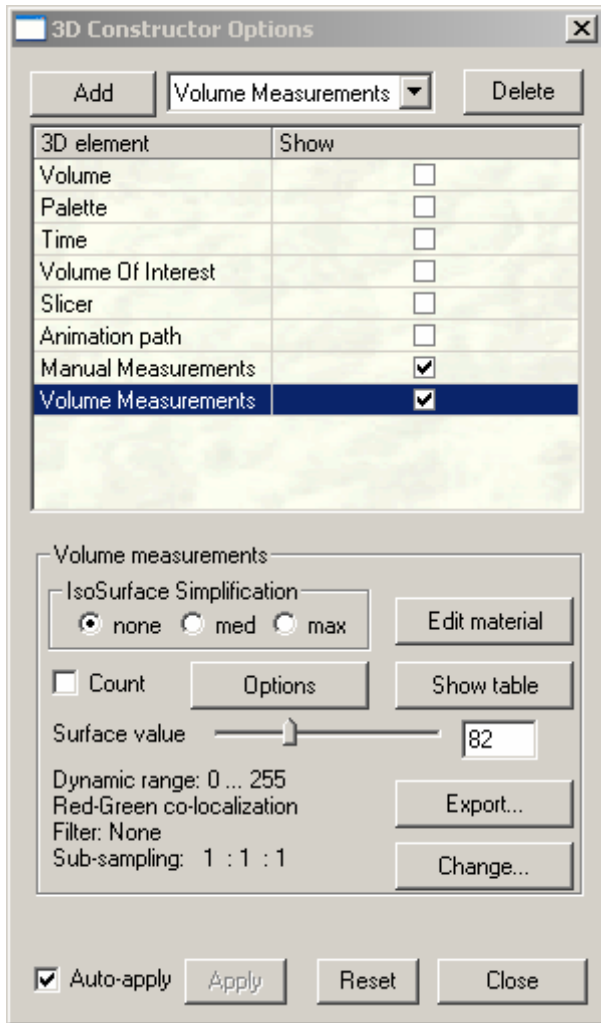 3D Constructor Options
Add Volume Measurements Delete
3D element Show
Volume
Palette
Time
Volume Of Interest
Slicer
Animation path
Manual Measurements
Volume Measurements
Volume measurements
IsoSurface Simplification
none med max Edit material
Count Options Show table
Surface value 82
Dynamic range: 0 ... 255
Red-Green co-localization Export...
Filter: None
Sub-sampling: 1 : 1 : 1 Change...
Auto-apply Apply Reset Close